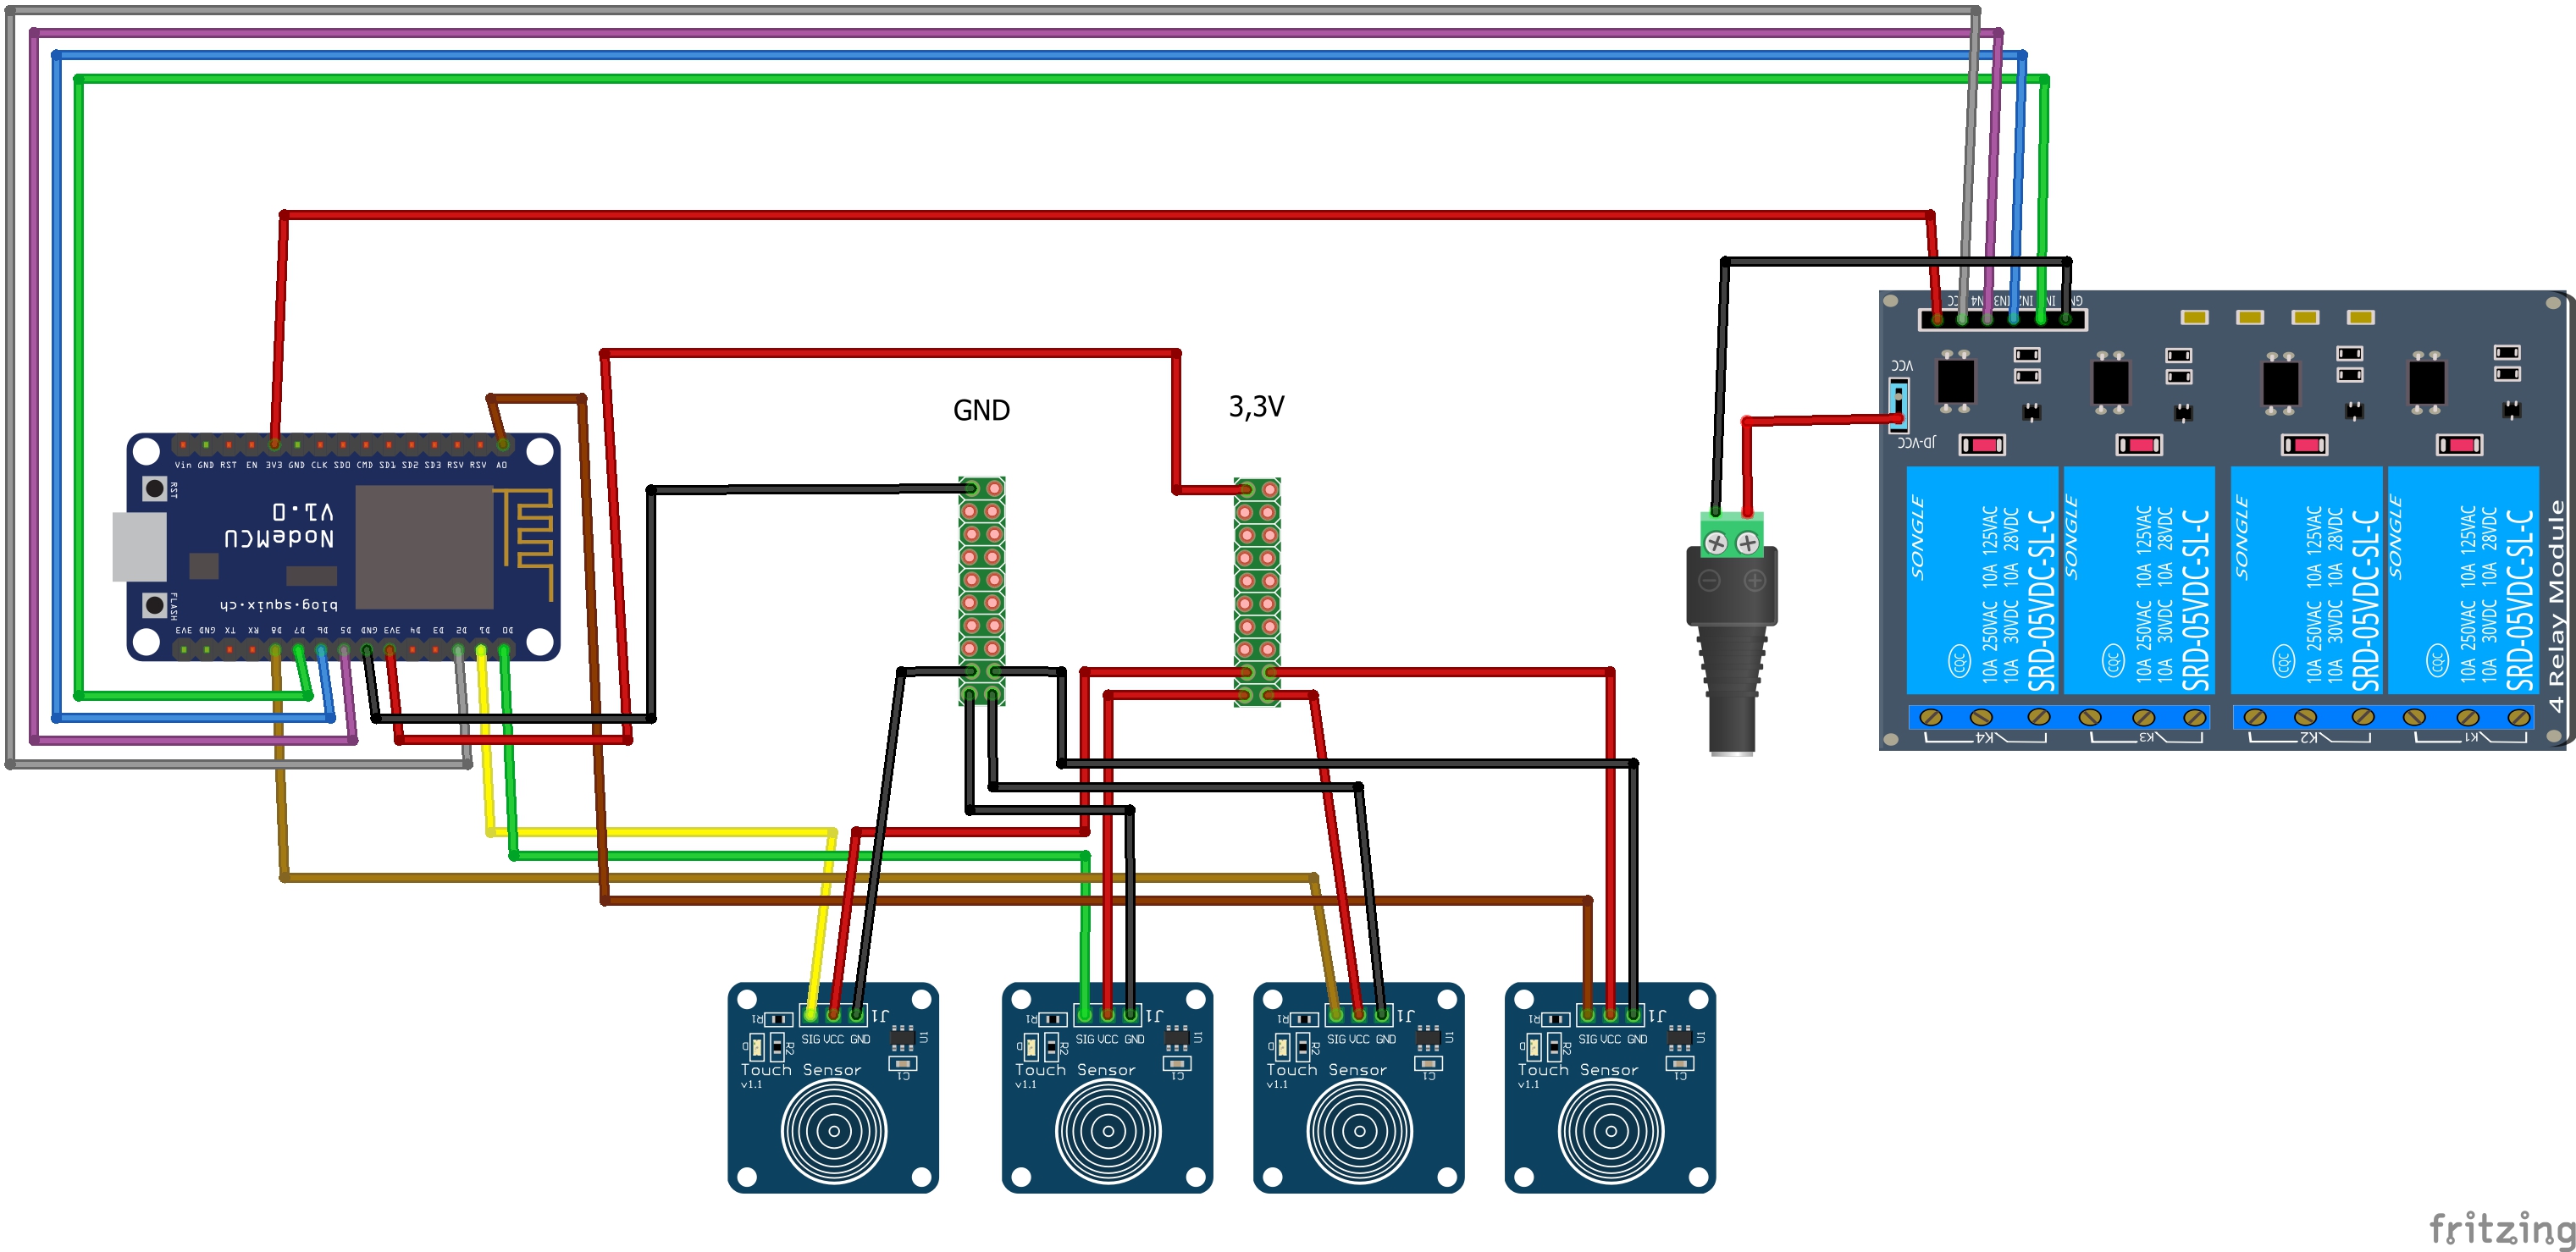 GND
3,3V
Vin GND RST EN 3V3 GND CLK SD0 CMD SD1 SD2 SD3 RSV RSV A0
RST
NodeMCU
V1.0
blog.squix.ch
FLASH
3V3 GND TX RX D8 D7 D6 D5 GND 3V3 D4 D3 D2 D1 D0
VCC
JD-VCC
SONGLE
10A 250VAC 10A 125VAC
10A 30VDC 10A 28VDC
SRD-05VDC-SL-C
SONGLE
10A 250VAC 10A 125VAC
10A 30VDC 10A 28VDC
SRD-05VDC-SL-C
SONGLE
10A 250VAC 10A 125VAC
10A 30VDC 10A 28VDC
SRD-05VDC-SL-C
SONGLE
10A 250VAC 10A 125VAC
10A 30VDC 10A 28VDC
SRD-05VDC-SL-C
CQC
CQC
CQC
CQC
K4
K3
K2
K1
4 Relay Module
R1
J1
SIG VCC GND
D
R2
U1
C1
Touch Sensor
v1.1
R1
J1
SIG VCC GND
D
R2
U1
C1
Touch Sensor
v1.1
R1
J1
SIG VCC GND
D
R2
U1
C1
Touch Sensor
v1.1
R1
J1
SIG VCC GND
D
R2
U1
C1
Touch Sensor
v1.1
fritzing